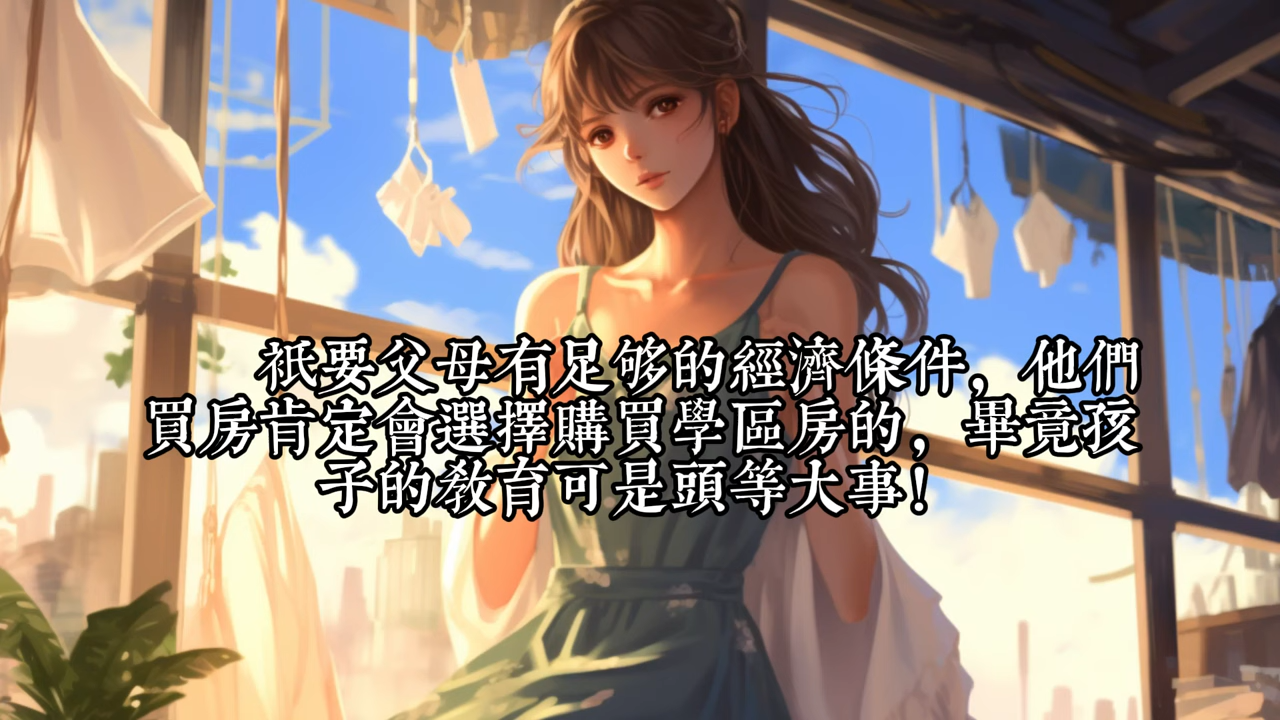 衹要父母有足够的經濟條件，他們
買房肯定會選擇購買學區房的，畢竟孩
子的教育可是頭等大事！